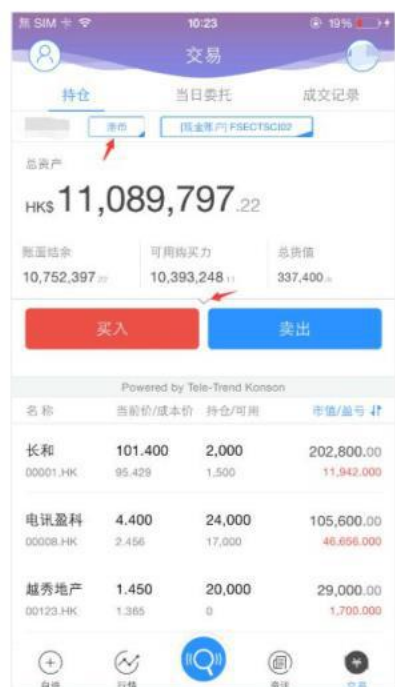 無 SIM 卡 10:23 19%
交易
持仓 当日委托 成交记录
港币 [现金账户] FSECTSCI02
总资产
HK$ 11,089,797.22
账面结余 可用购买力 总货值
10,752,397 10,393,248 337,400
买入 卖出
Powered by Tele-Trend Konson
名称 当前价/成本价 持仓/可用 市值/盈亏
长和 101.400 2,000 202,800.00
00001.HK 95.429 1,500 11,942.000
电讯盈科 4.400 24,000 105,600.00
00008.HK 2.456 17,000 46,656.000
越秀地产 1.450 20,000 29,000.00
00123.HK 1.365 0 1,700.000